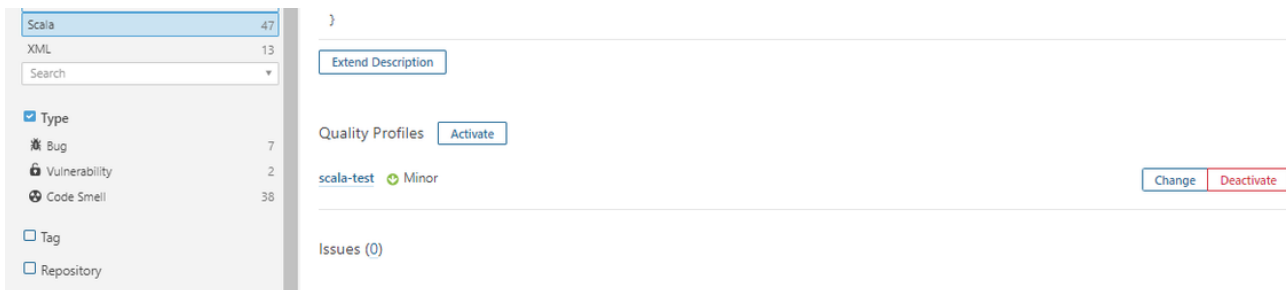 Scala 47
XML 13
Search
Type
Bug 7
Vulnerability 2
Code Smell 38
Tag
Repository
}
Extend Description
Quality Profiles Activate
scala-test Minor Change Deactivate
Issues (0)